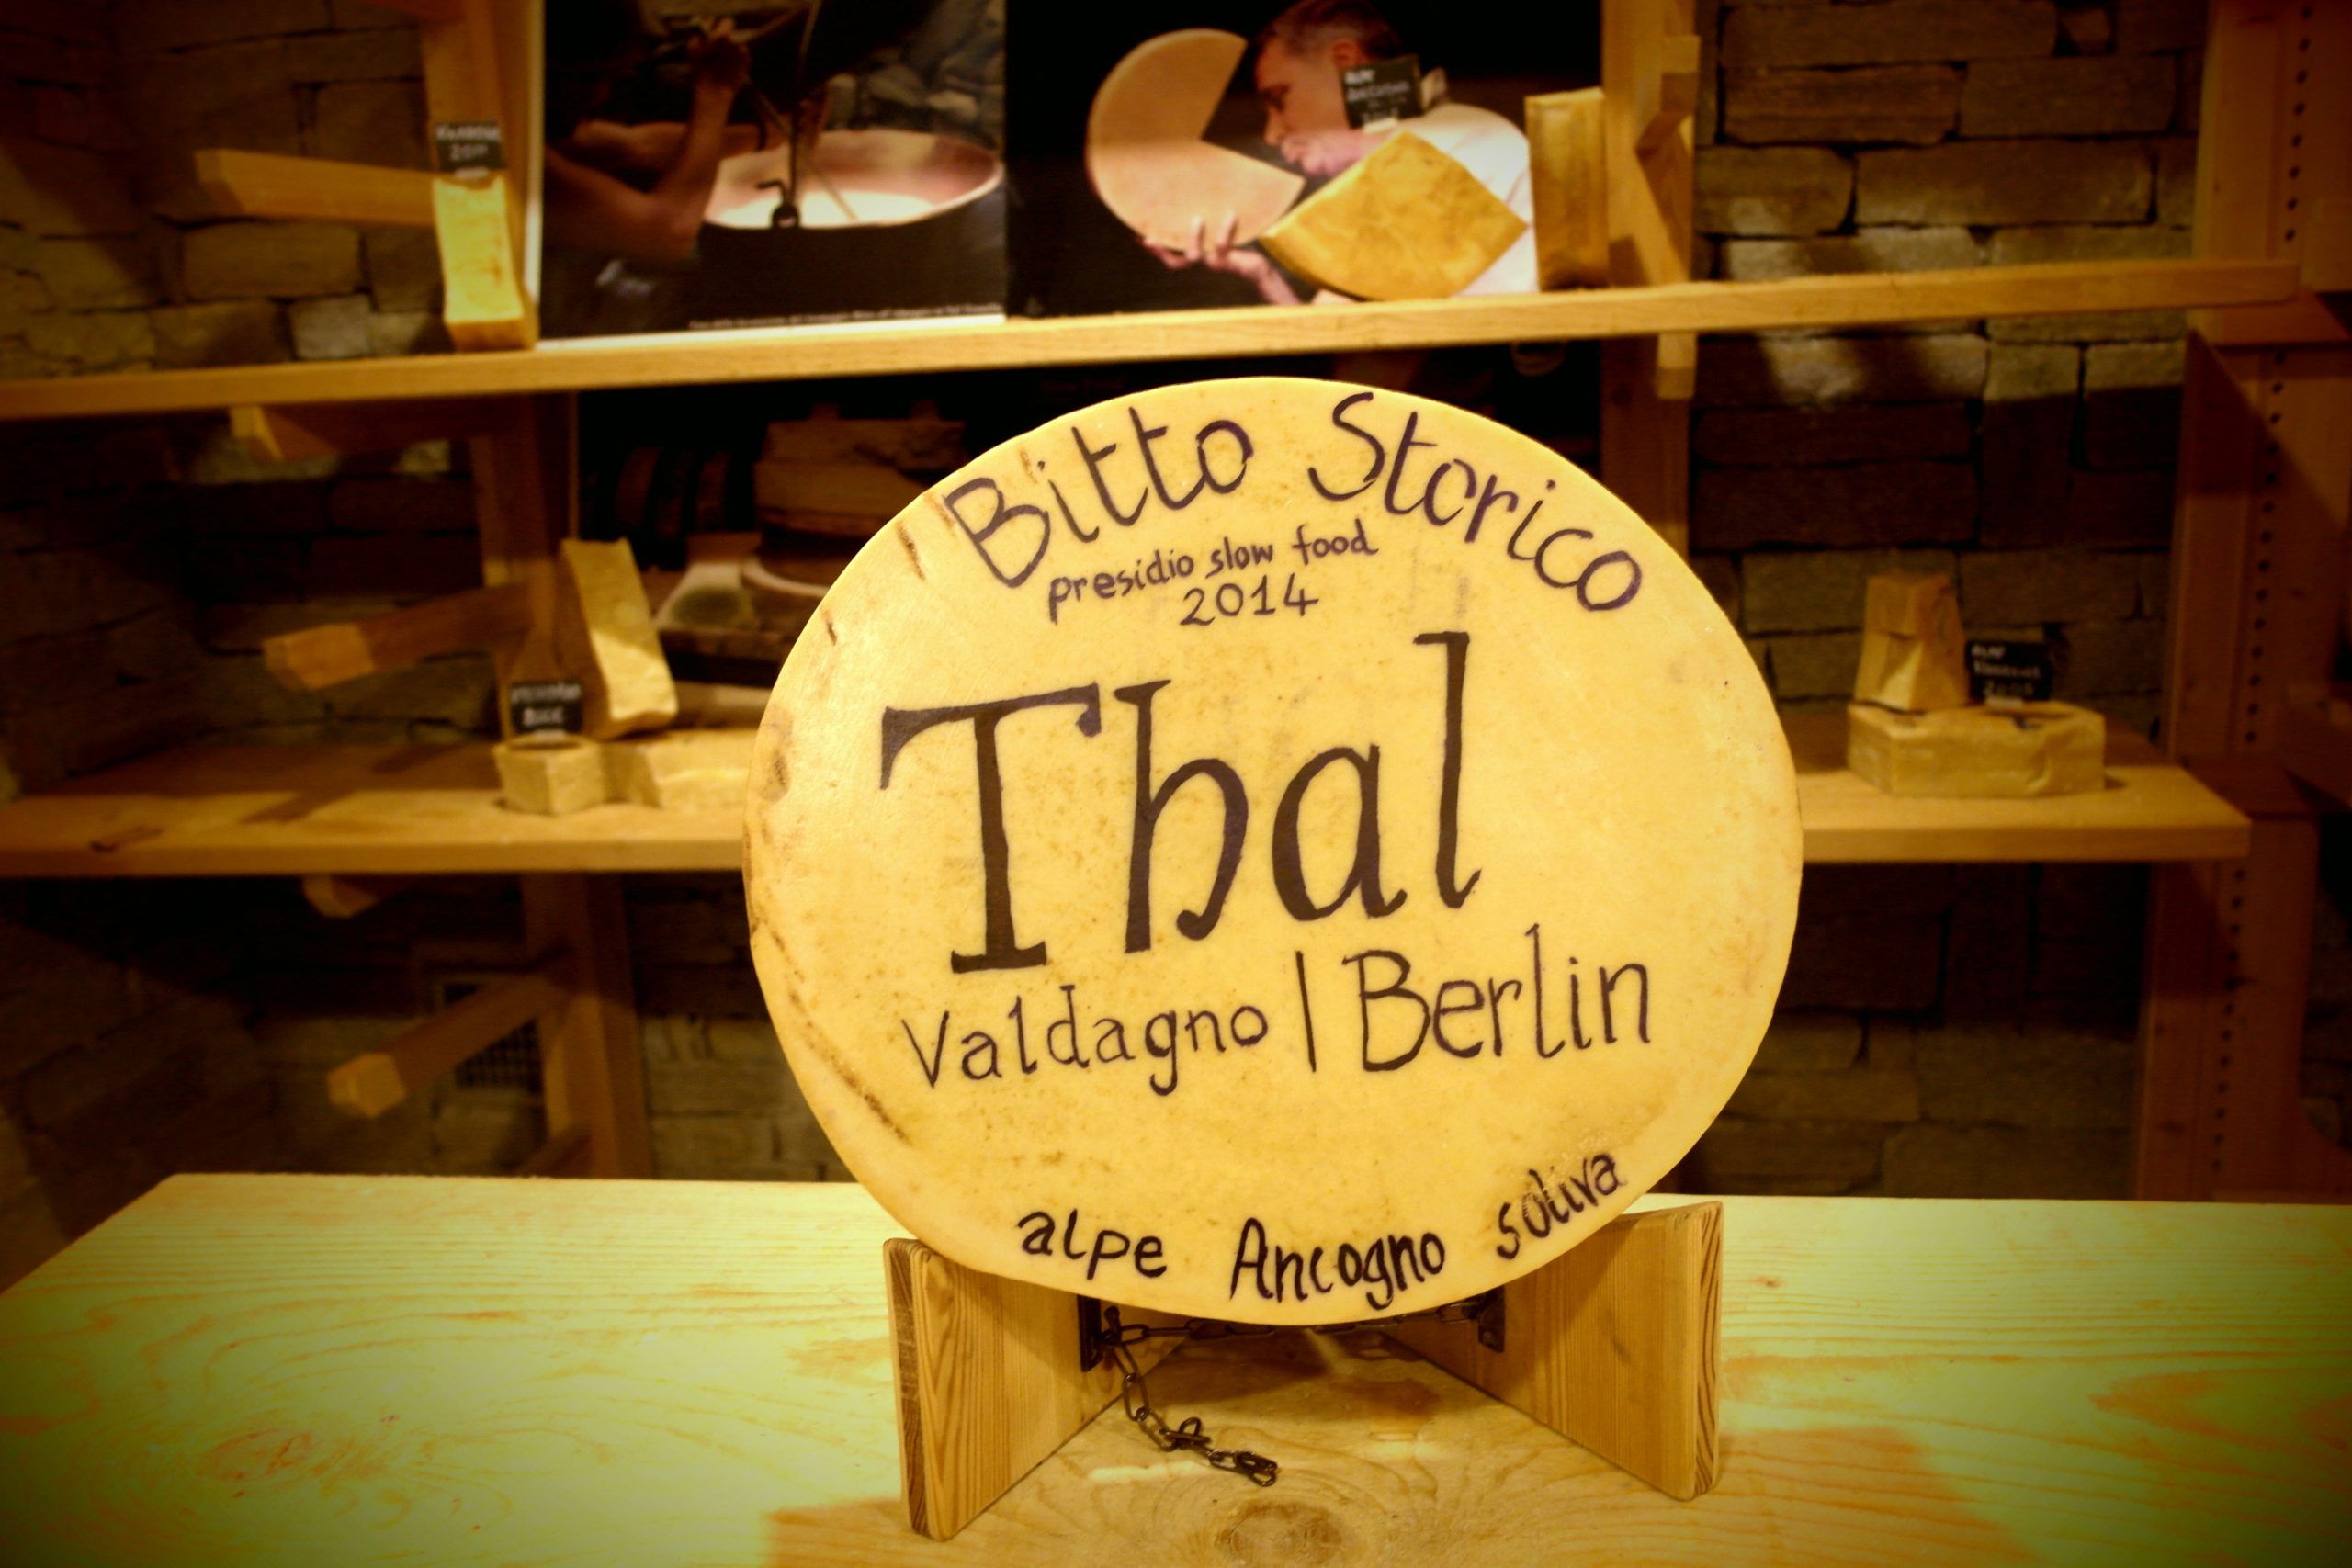 Bitto Storico
presidio slow food
2014
Thal
Valdagno | Berlin
alpe Ancogno soliva